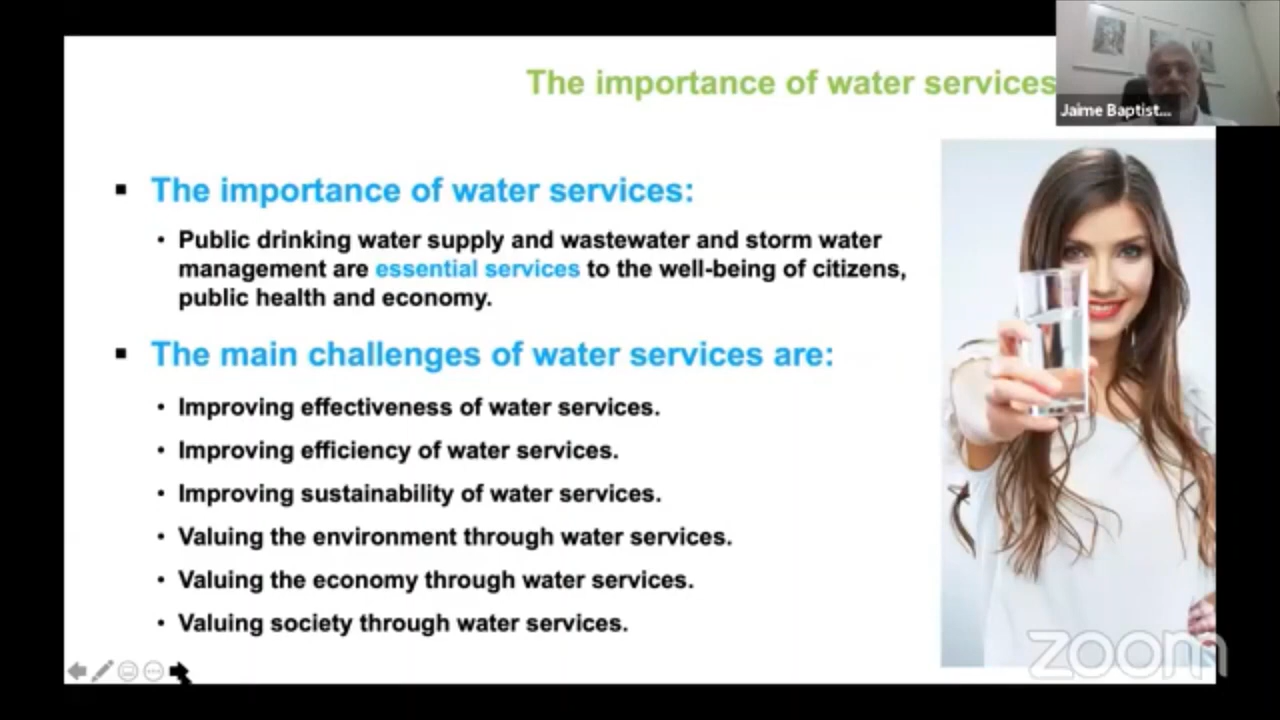 The importance of water services
Jaime Baptist...
The importance of water services:
Public drinking water supply and wastewater and storm water
management are essential services to the well-being of citizens,
public health and economy.
The main challenges of water services are:
Improving effectiveness of water services.
Improving efficiency of water services.
Improving sustainability of water services.
Valuing the environment through water services.
Valuing the economy through water services.
Valuing society through water services.
zoom